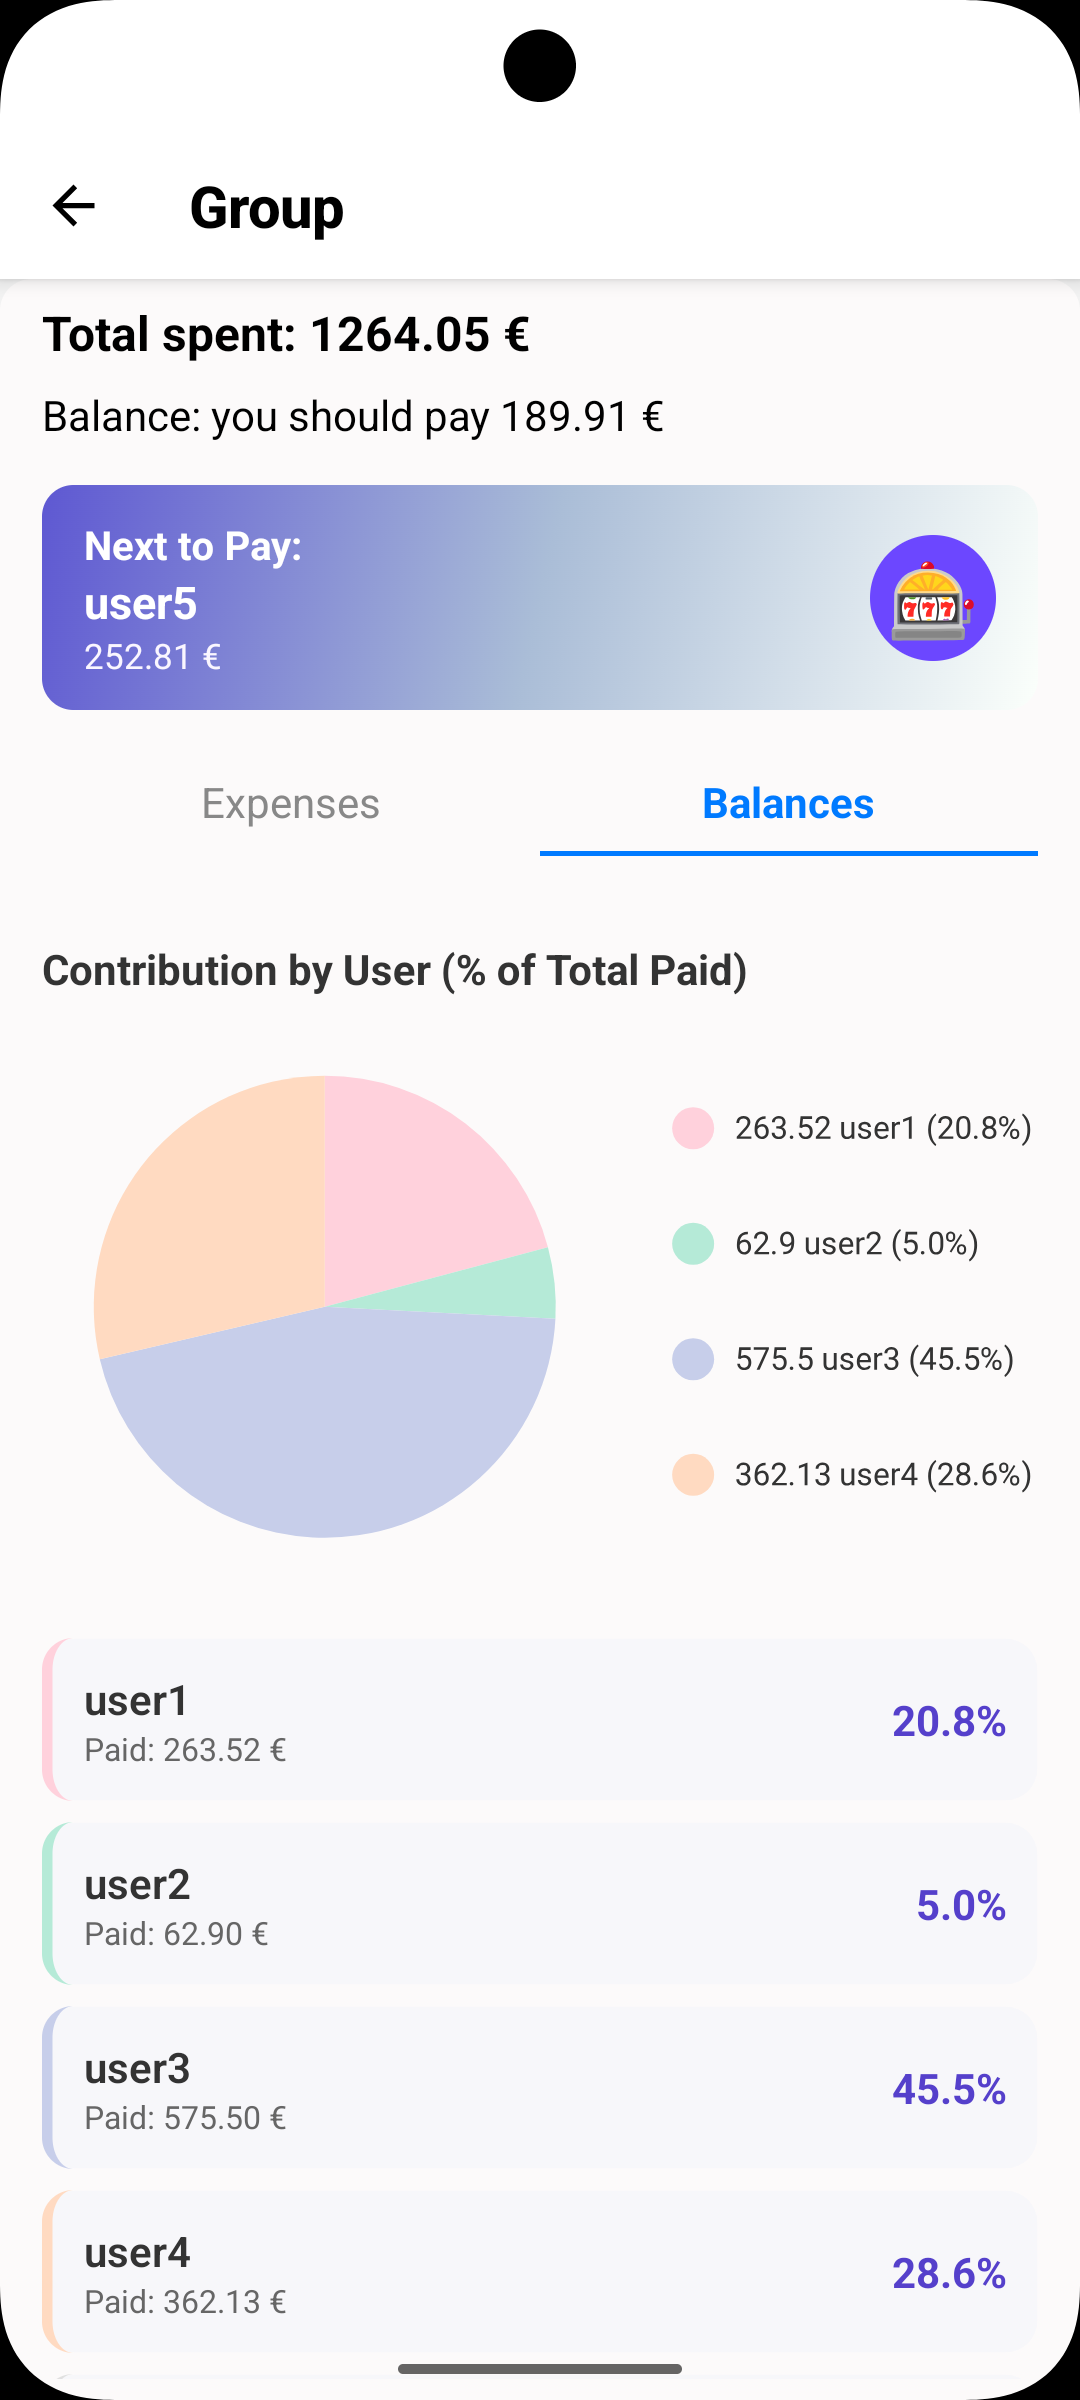 Group
Total spent: 1264.05 €
Balance: you should pay 189.91 €
Next to Pay:
user5
252.81 €
777
Expenses
Balances
Contribution by User (% of Total Paid)
263.52 user1 (20.8%)
62.9 user2 (5.0%)
575.5 user3 (45.5%)
362.13 user4 (28.6%)
user1
Paid: 263.52 €
20.8%
user2
Paid: 62.90 €
5.0%
user3
Paid: 575.50 €
45.5%
user4
Paid: 362.13 €
28.6%